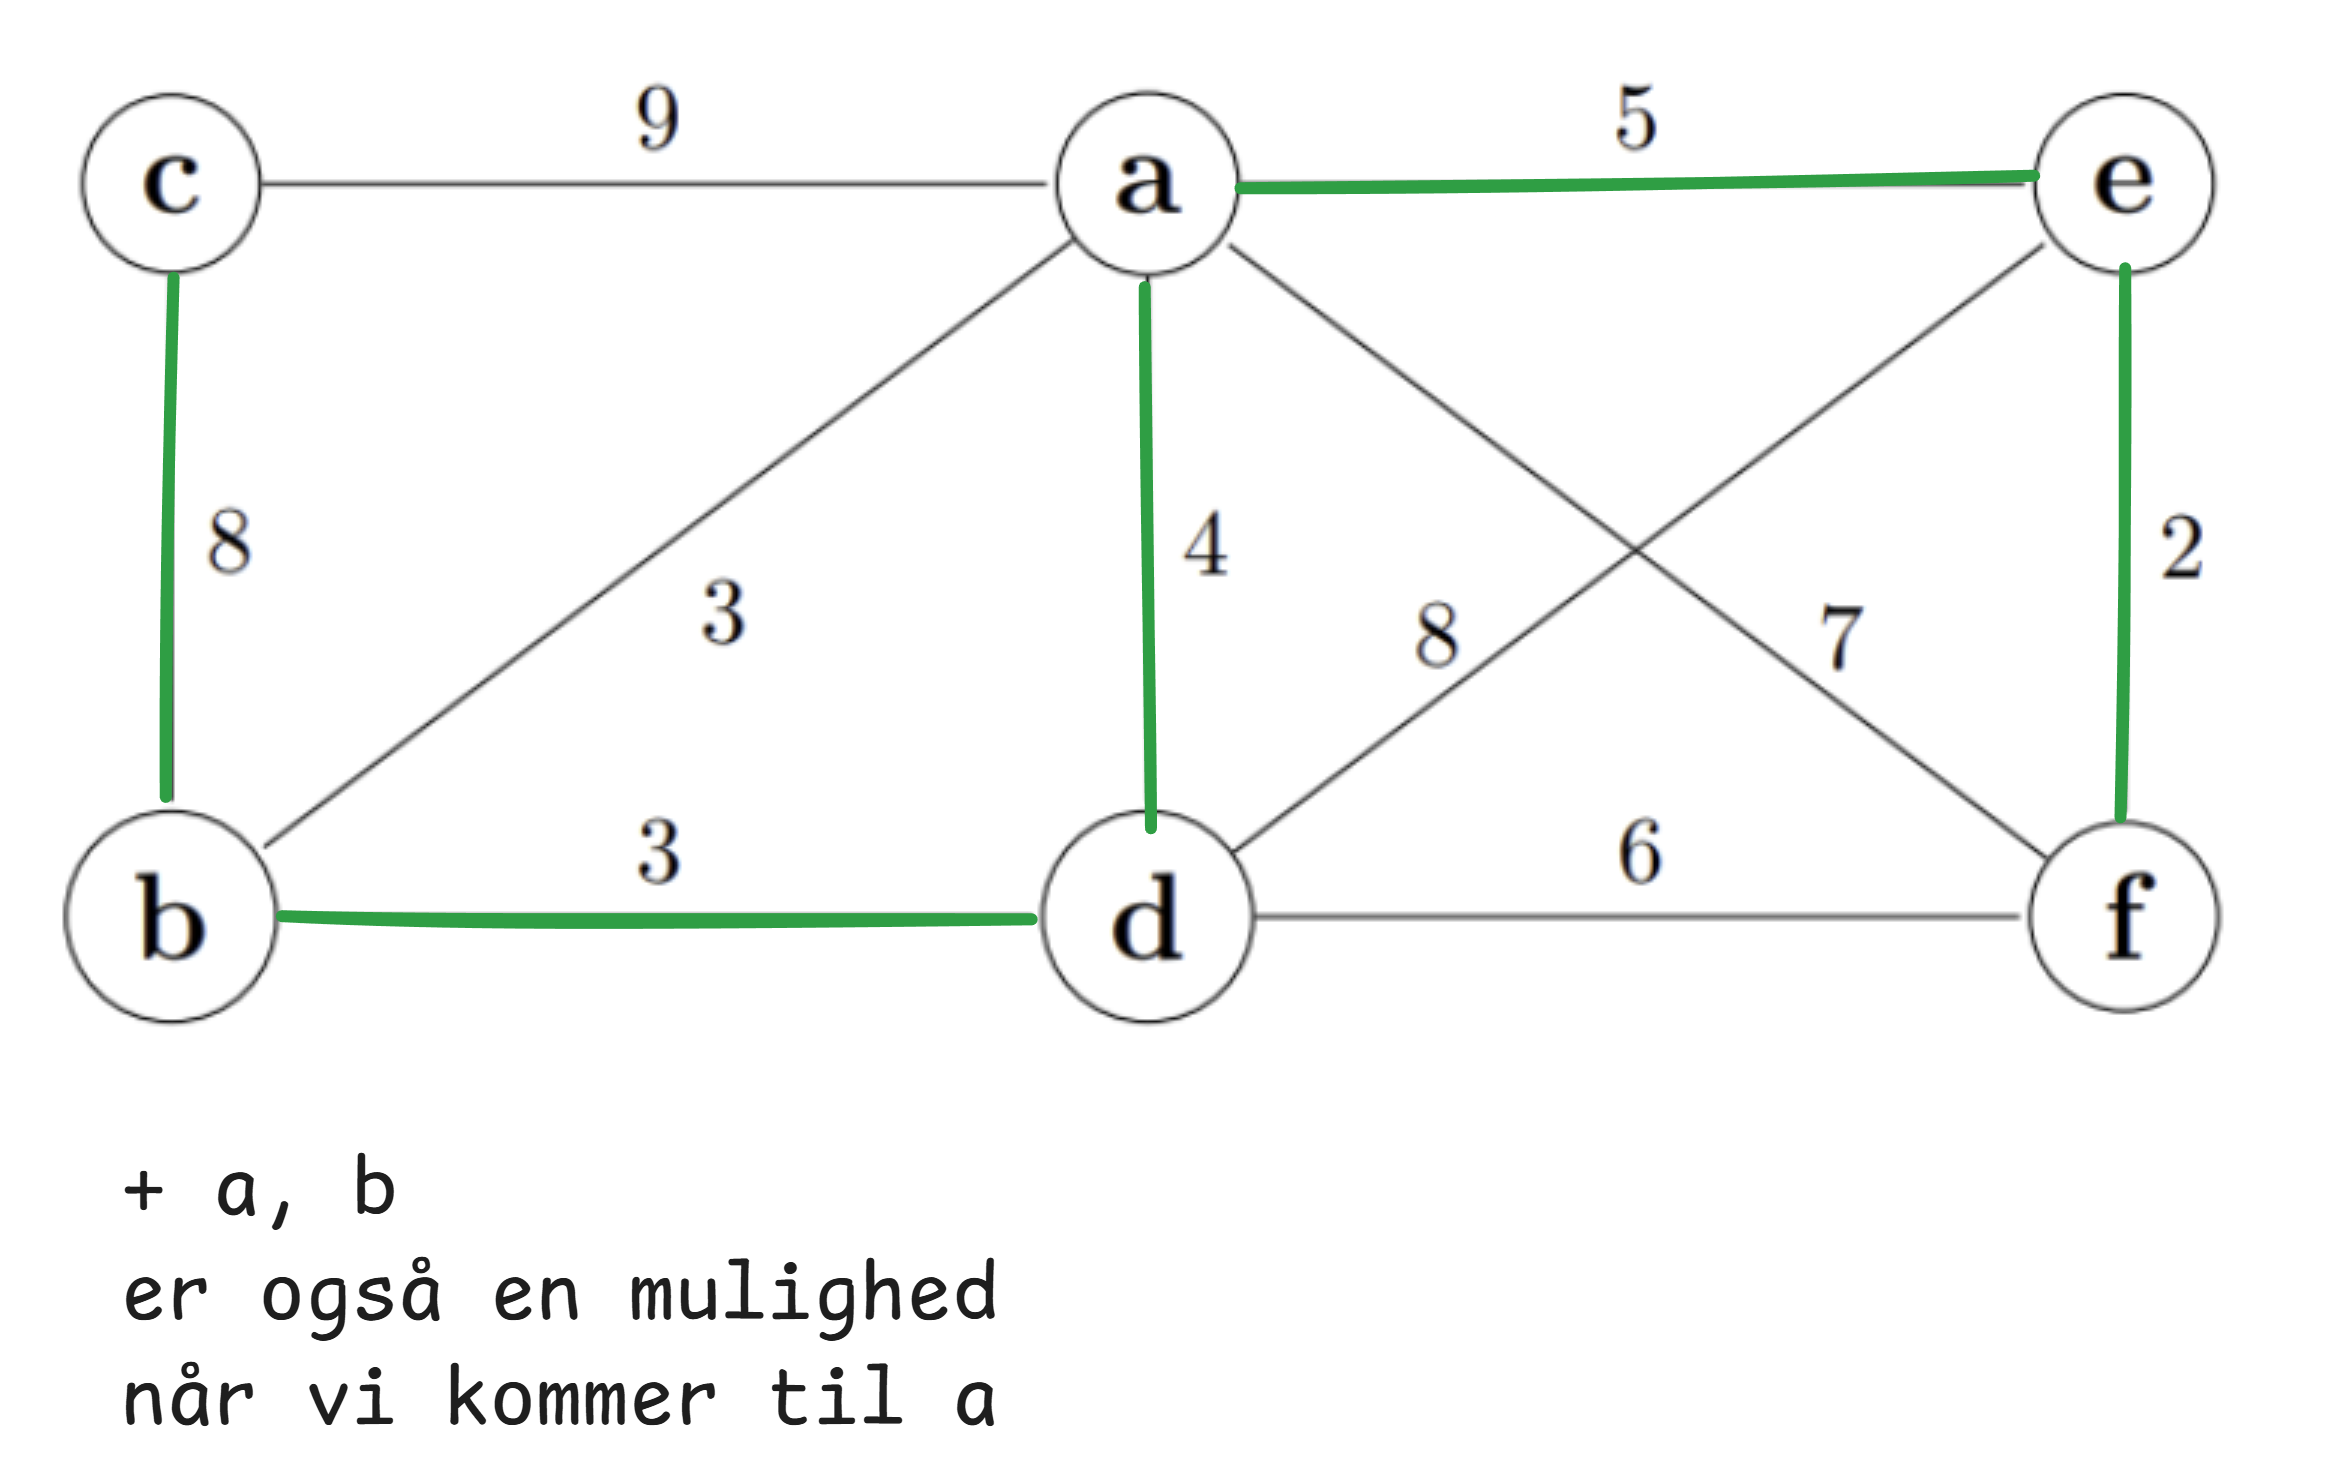 9 5
c a e
8 4 2
3 8 7
3 6
b d f
+ a, b
er også en mulighed
når vi kommer til a